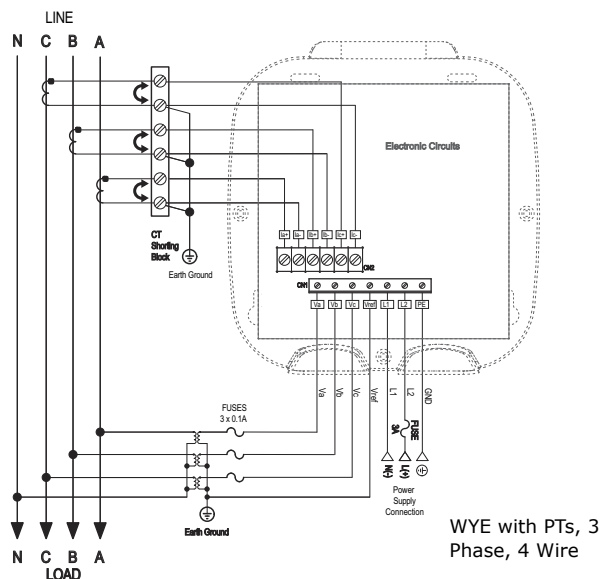 LINE
N C B A
Electronic Circuits
CT
Shorting
Block
Earth Ground
Ia+ Ia- Ib+ Ib- Ic+ Ic-
CN2
CN1
Va Vb Vc Vref L1 L2 PE
Va Vb Vc Vref L1 L2 GND
FUSES
3 x 0.1A
FUSE
3A
N(-) L(+)
Power
Supply
Connection
Earth Ground
WYE with PTs, 3
Phase, 4 Wire
N C B A
LOAD